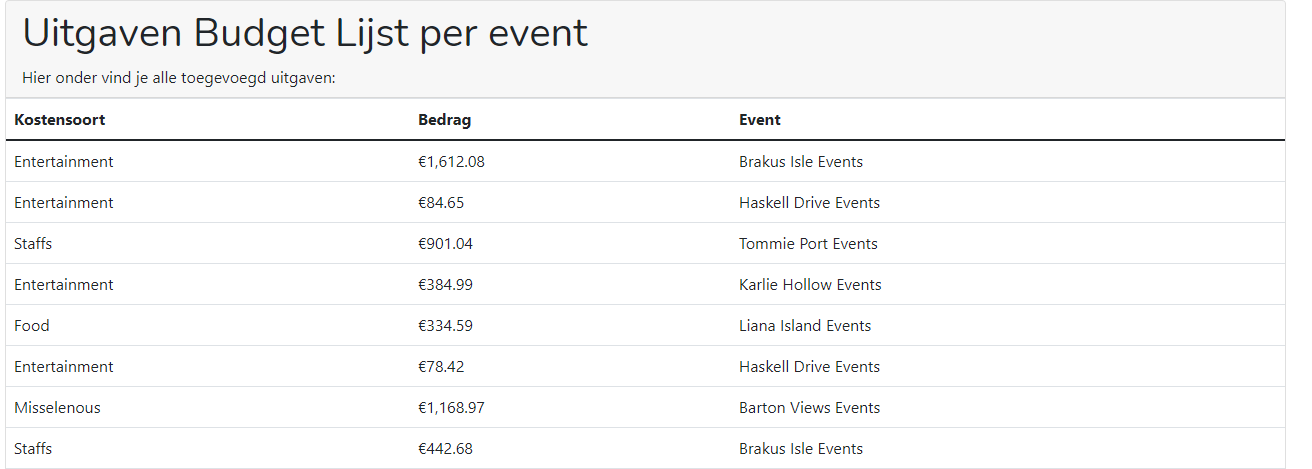 Uitgaven Budget Lijst per event
Hier onder vind je alle toegevoegd uitgaven:
Kostensoort Bedrag Event
Entertainment €1,612.08 Brakus Isle Events
Entertainment €84.65 Haskell Drive Events
Staffs €901.04 Tommie Port Events
Entertainment €384.99 Karlie Hollow Events
Food €334.59 Liana Island Events
Entertainment €78.42 Haskell Drive Events
Misselenous €1,168.97 Barton Views Events
Staffs €442.68 Brakus Isle Events